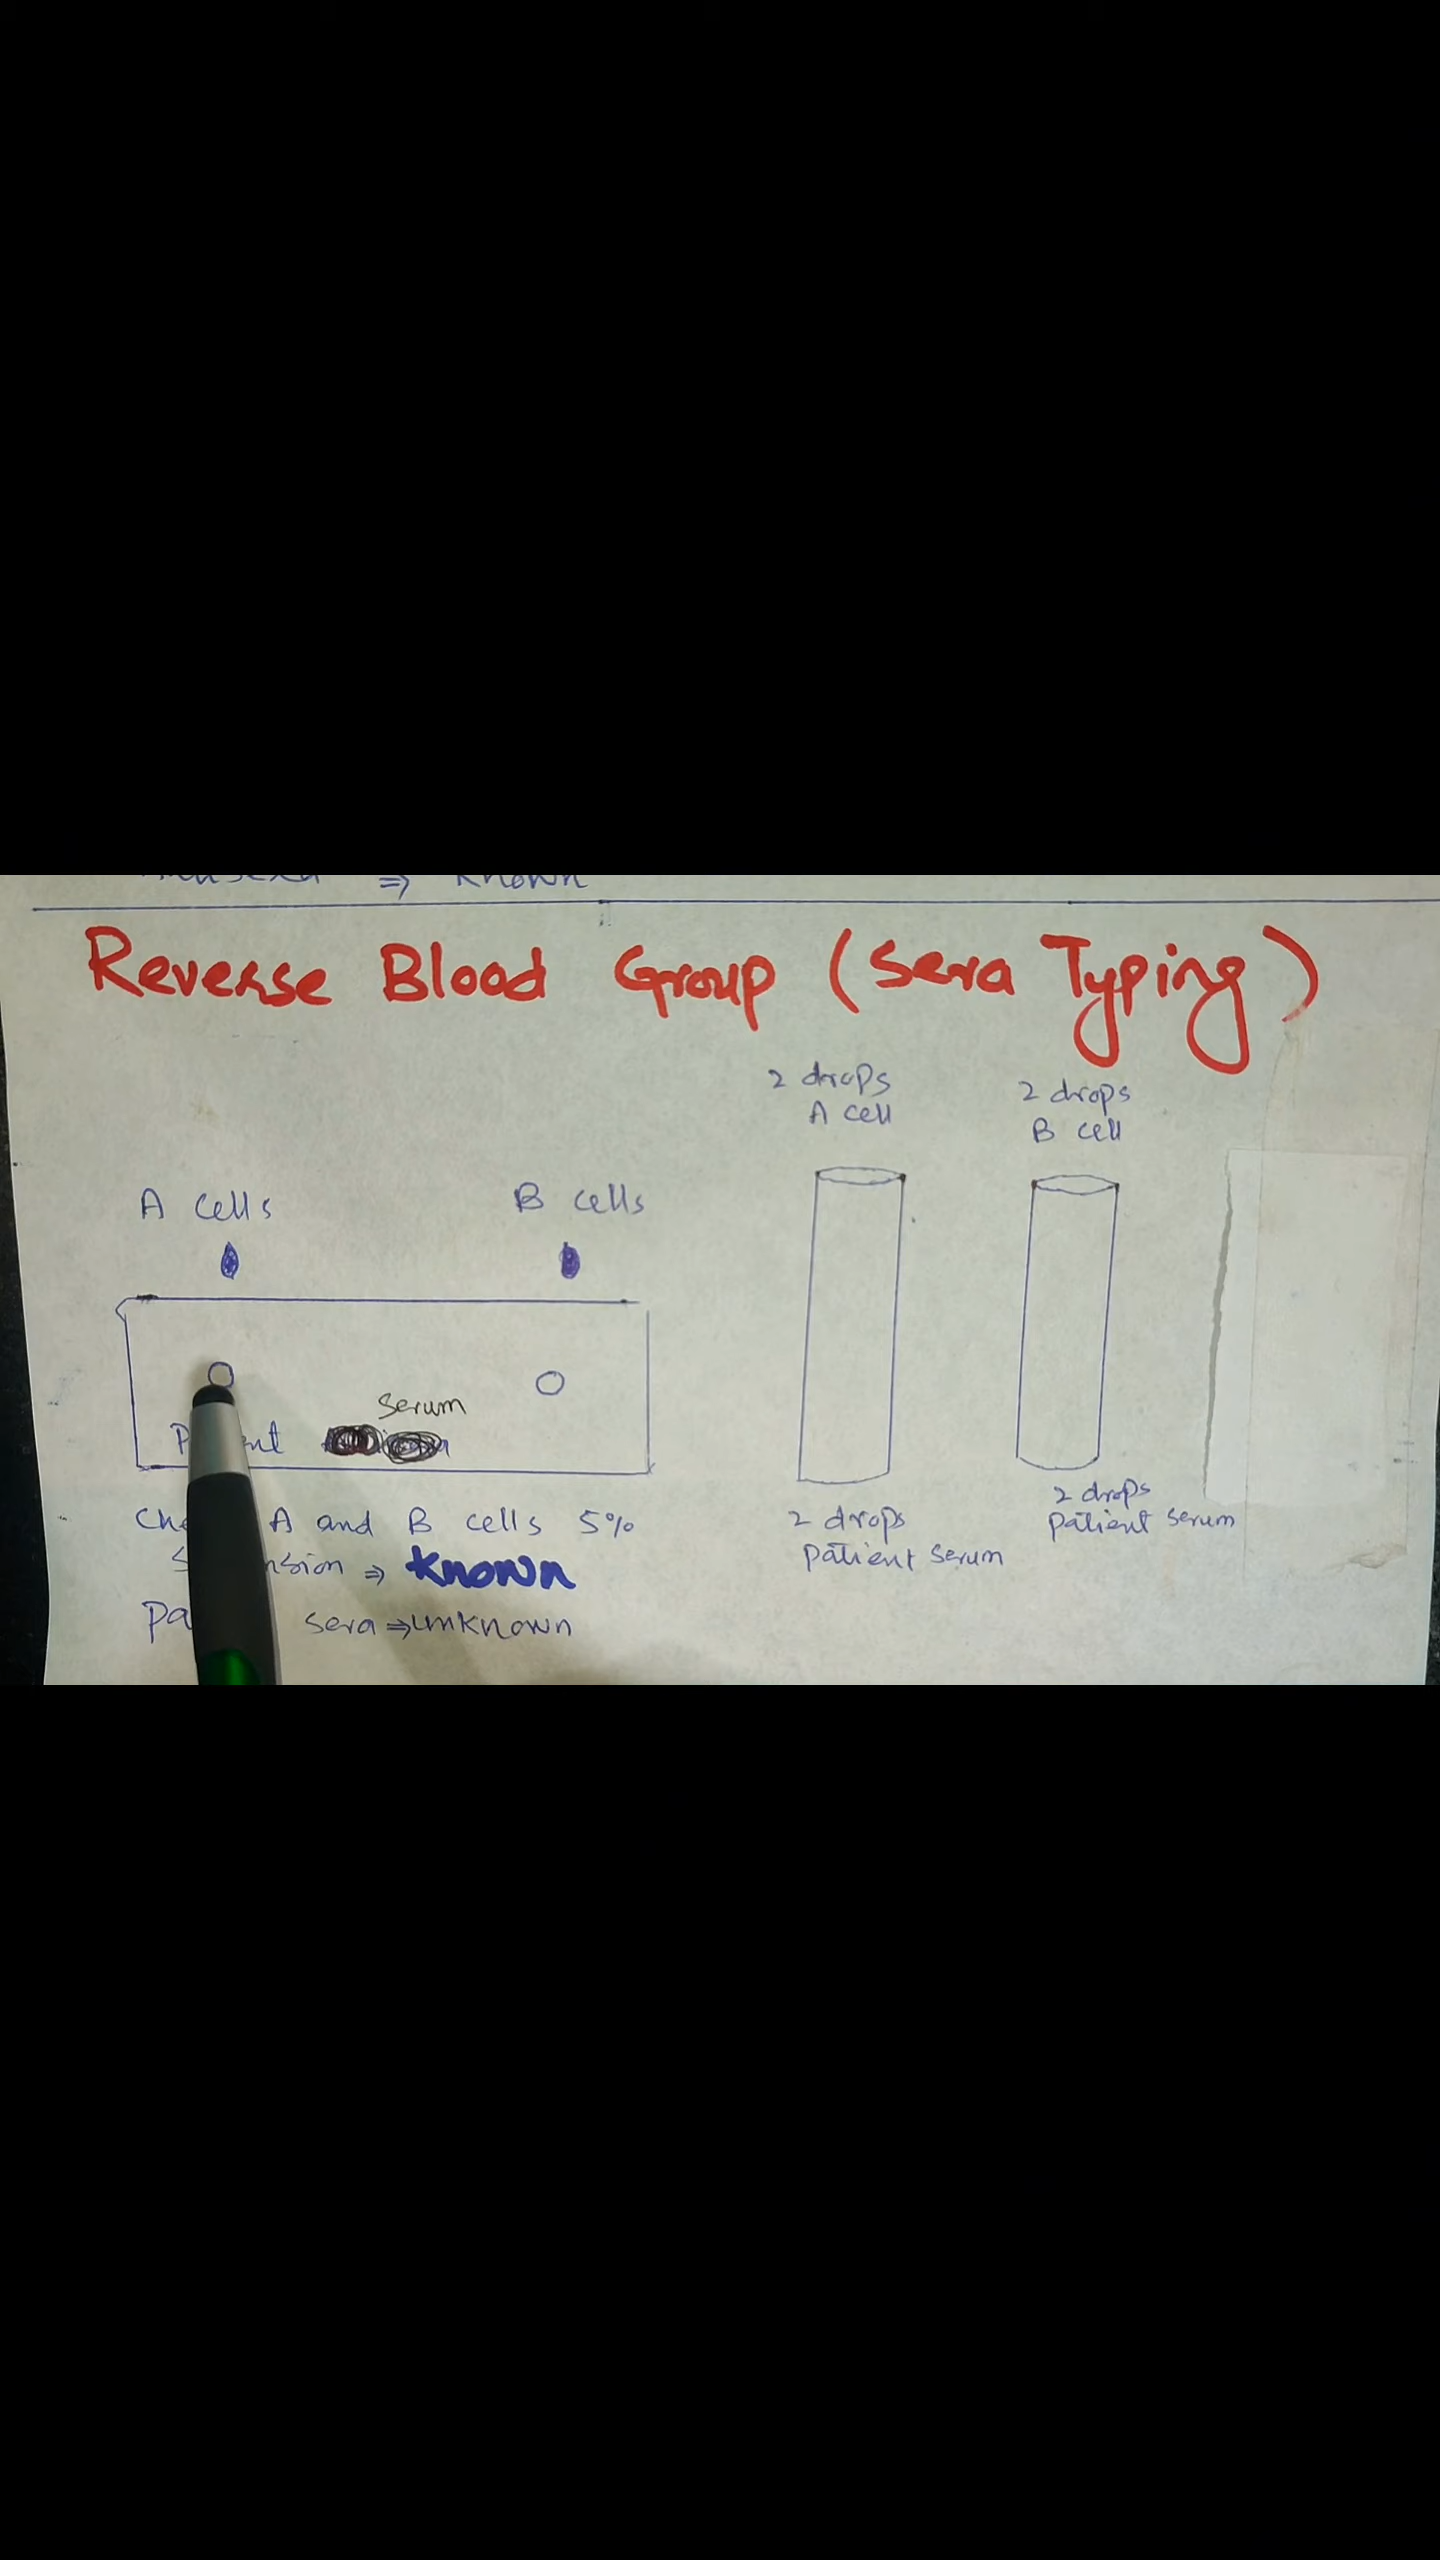 Known
Reverse Blood Group (Sera Typing)
2 drops
A cell
2 drops
B cell
A cells
B cells
Serum
A and B cells 5%
⇒ Known
sera ⇒ unknown
2 drops
Patient Serum
2 drops
Patient Serum